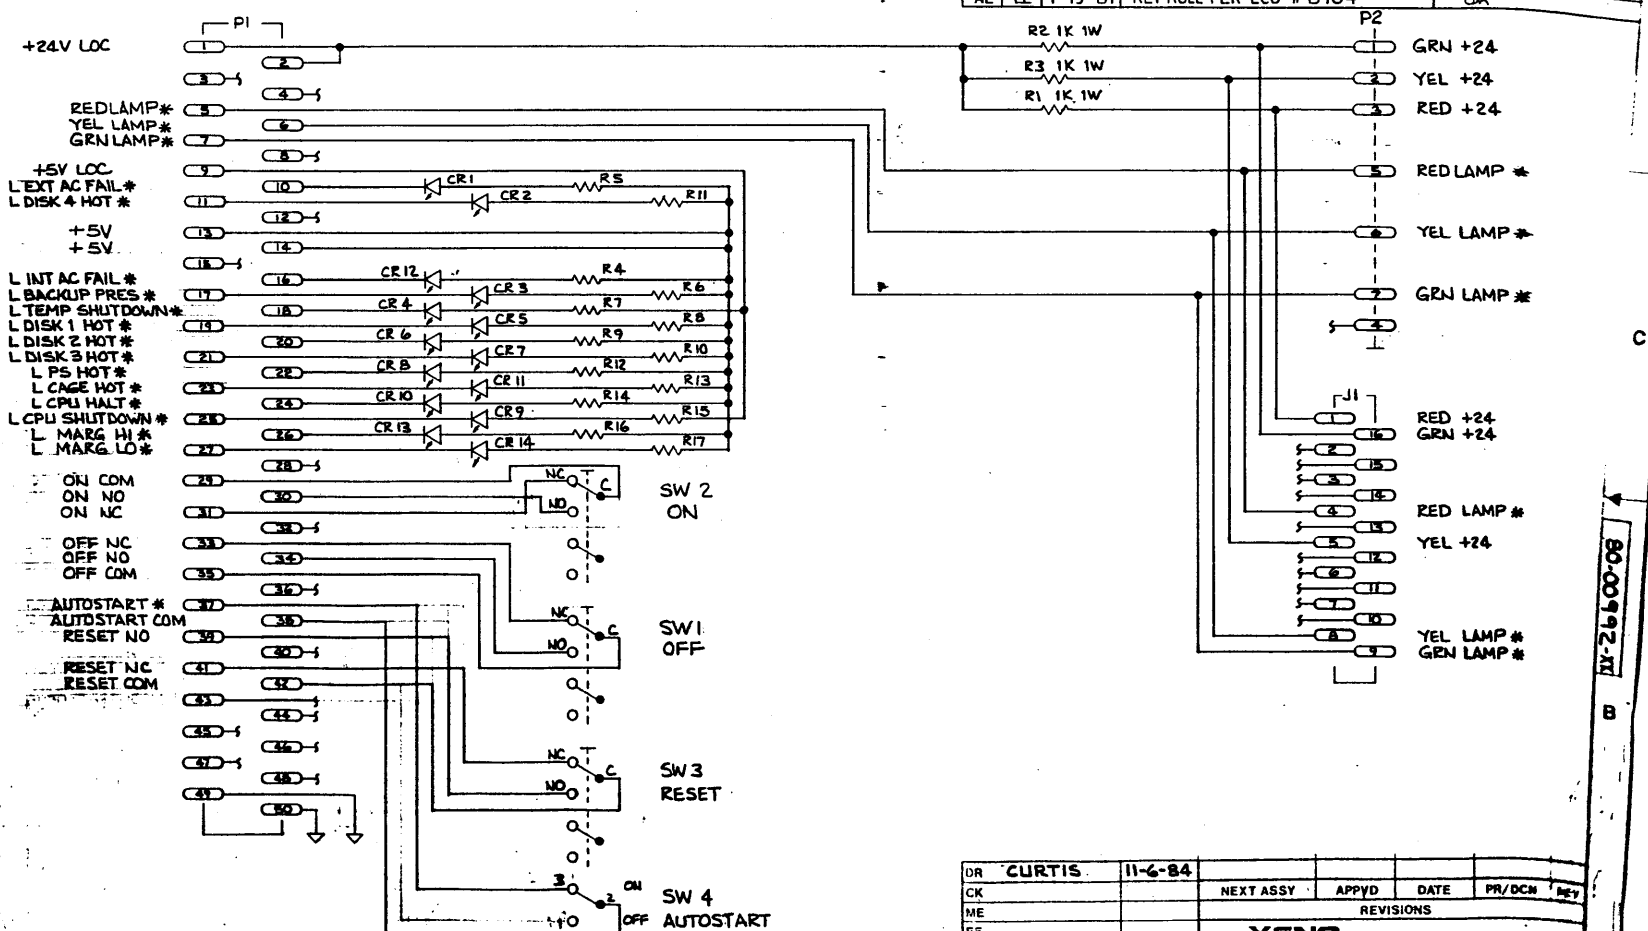 P1
P2
+24V LOC
1
2
3
4
REDLAMP* 5
YEL LAMP* 6
GRN LAMP* 7
8
+5V LOC 9
L EXT AC FAIL* 10 CR1 R5
L DISK 4 HOT* 11 CR2 R11
12
+5V 13
+5V 14
15
L INT AC FAIL* 16 CR12 R4
L BACKUP PRES* 17 CR3 R6
L TEMP SHUTDOWN* 18 CR4 R7
L DISK 1 HOT* 19 CR5 R8
L DISK 2 HOT* 20 CR6 R9
L DISK 3 HOT* 21 CR7 R10
L PS HOT* 22 CR8 R12
L CAGE HOT* 23 CR11 R13
L CPU HALT* 24 CR10 R14
L CPU SHUTDOWN* 25 CR9 R15
L MARG HI* 26 CR13 R16
L MARG LO* 27 CR14 R17
28
ON COM 29
ON NO 30
ON NC 31
32
OFF NC 33
OFF NO 34
OFF COM 35
36
AUTOSTART* 37
AUTOSTART COM 38
RESET NO 39
40
RESET NC 41
RESET COM 42
43
44
45
46
47
48
49
50
NC C NO
SW 2
ON
NC C NO
SW1
OFF
NC C NO
SW 3
RESET
3 ON
2
OFF
SW 4
AUTOSTART
R2 1K 1W
R3 1K 1W
R1 1K 1W
1 GRN +24
2 YEL +24
3 RED +24
5 RED LAMP*
6 YEL LAMP*
7 GRN LAMP*
4
J1
1 RED +24
16 GRN +24
2
15
3
14
4 RED LAMP*
13
5 YEL +24
12
6
11
7
10
8 YEL LAMP*
9 GRN LAMP*
C
80-00992-XX
B
DR CURTIS 11-6-84
CK NEXT ASSY APPVD DATE PR/DCN REV
ME REVISIONS